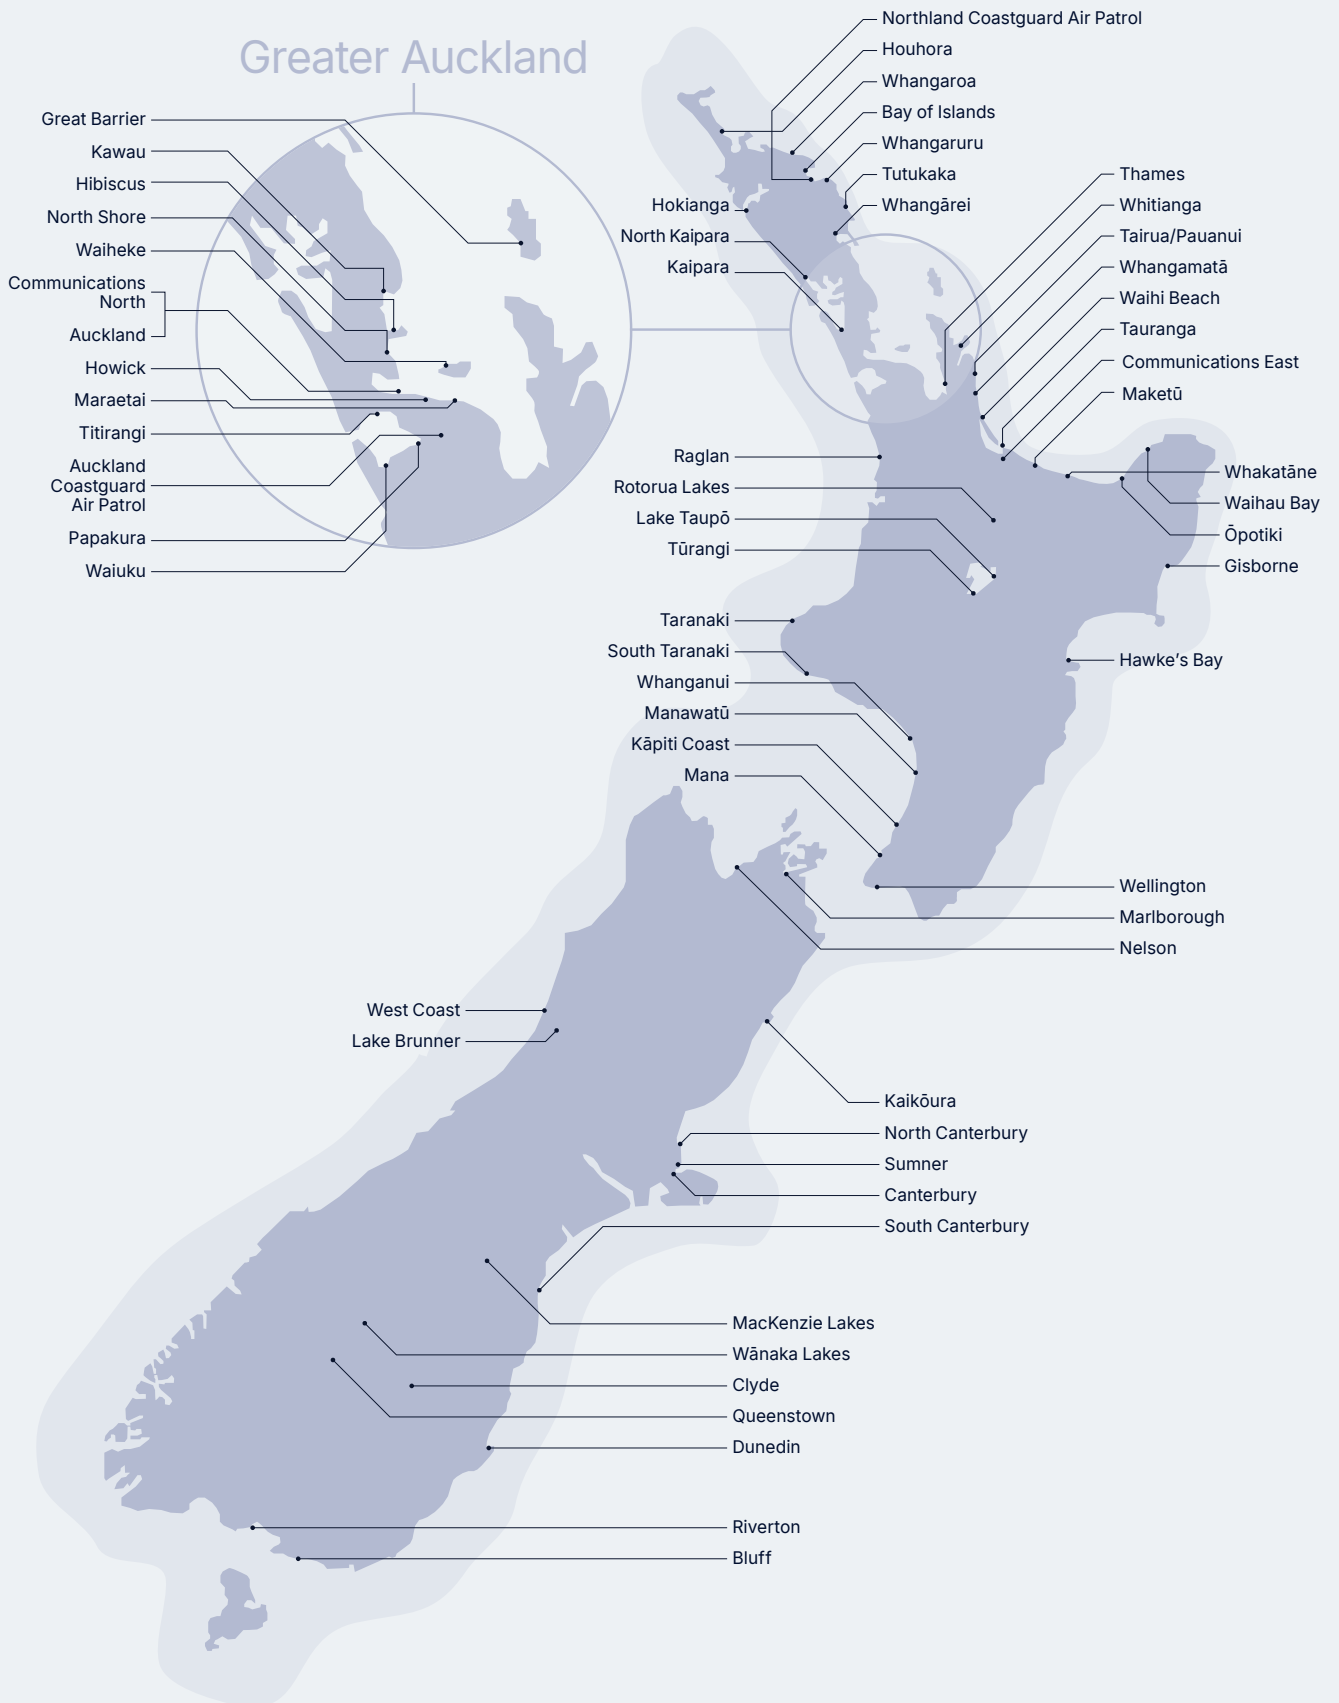 Greater Auckland
Great Barrier
Kawau
Hibiscus
North Shore
Waiheke
Communications
North
Auckland
Howick
Maraetai
Titirangi
Auckland
Coastguard
Air Patrol
Papakura
Waiuku
Northland Coastguard Air Patrol
Houhora
Whangaroa
Bay of Islands
Whangaruru
Tutukaka
Whangārei
Hokianga
North Kaipara
Kaipara
Thames
Whitianga
Tairua/Pauanui
Whangamatā
Waihi Beach
Tauranga
Communications East
Maketū
Raglan
Rotorua Lakes
Lake Taupō
Tūrangi
Whakatāne
Waihau Bay
Ōpotiki
Gisborne
Taranaki
South Taranaki
Whanganui
Manawatū
Kāpiti Coast
Mana
Hawke's Bay
Wellington
Marlborough
Nelson
West Coast
Lake Brunner
Kaikōura
North Canterbury
Sumner
Canterbury
South Canterbury
MacKenzie Lakes
Wānaka Lakes
Clyde
Queenstown
Dunedin
Riverton
Bluff